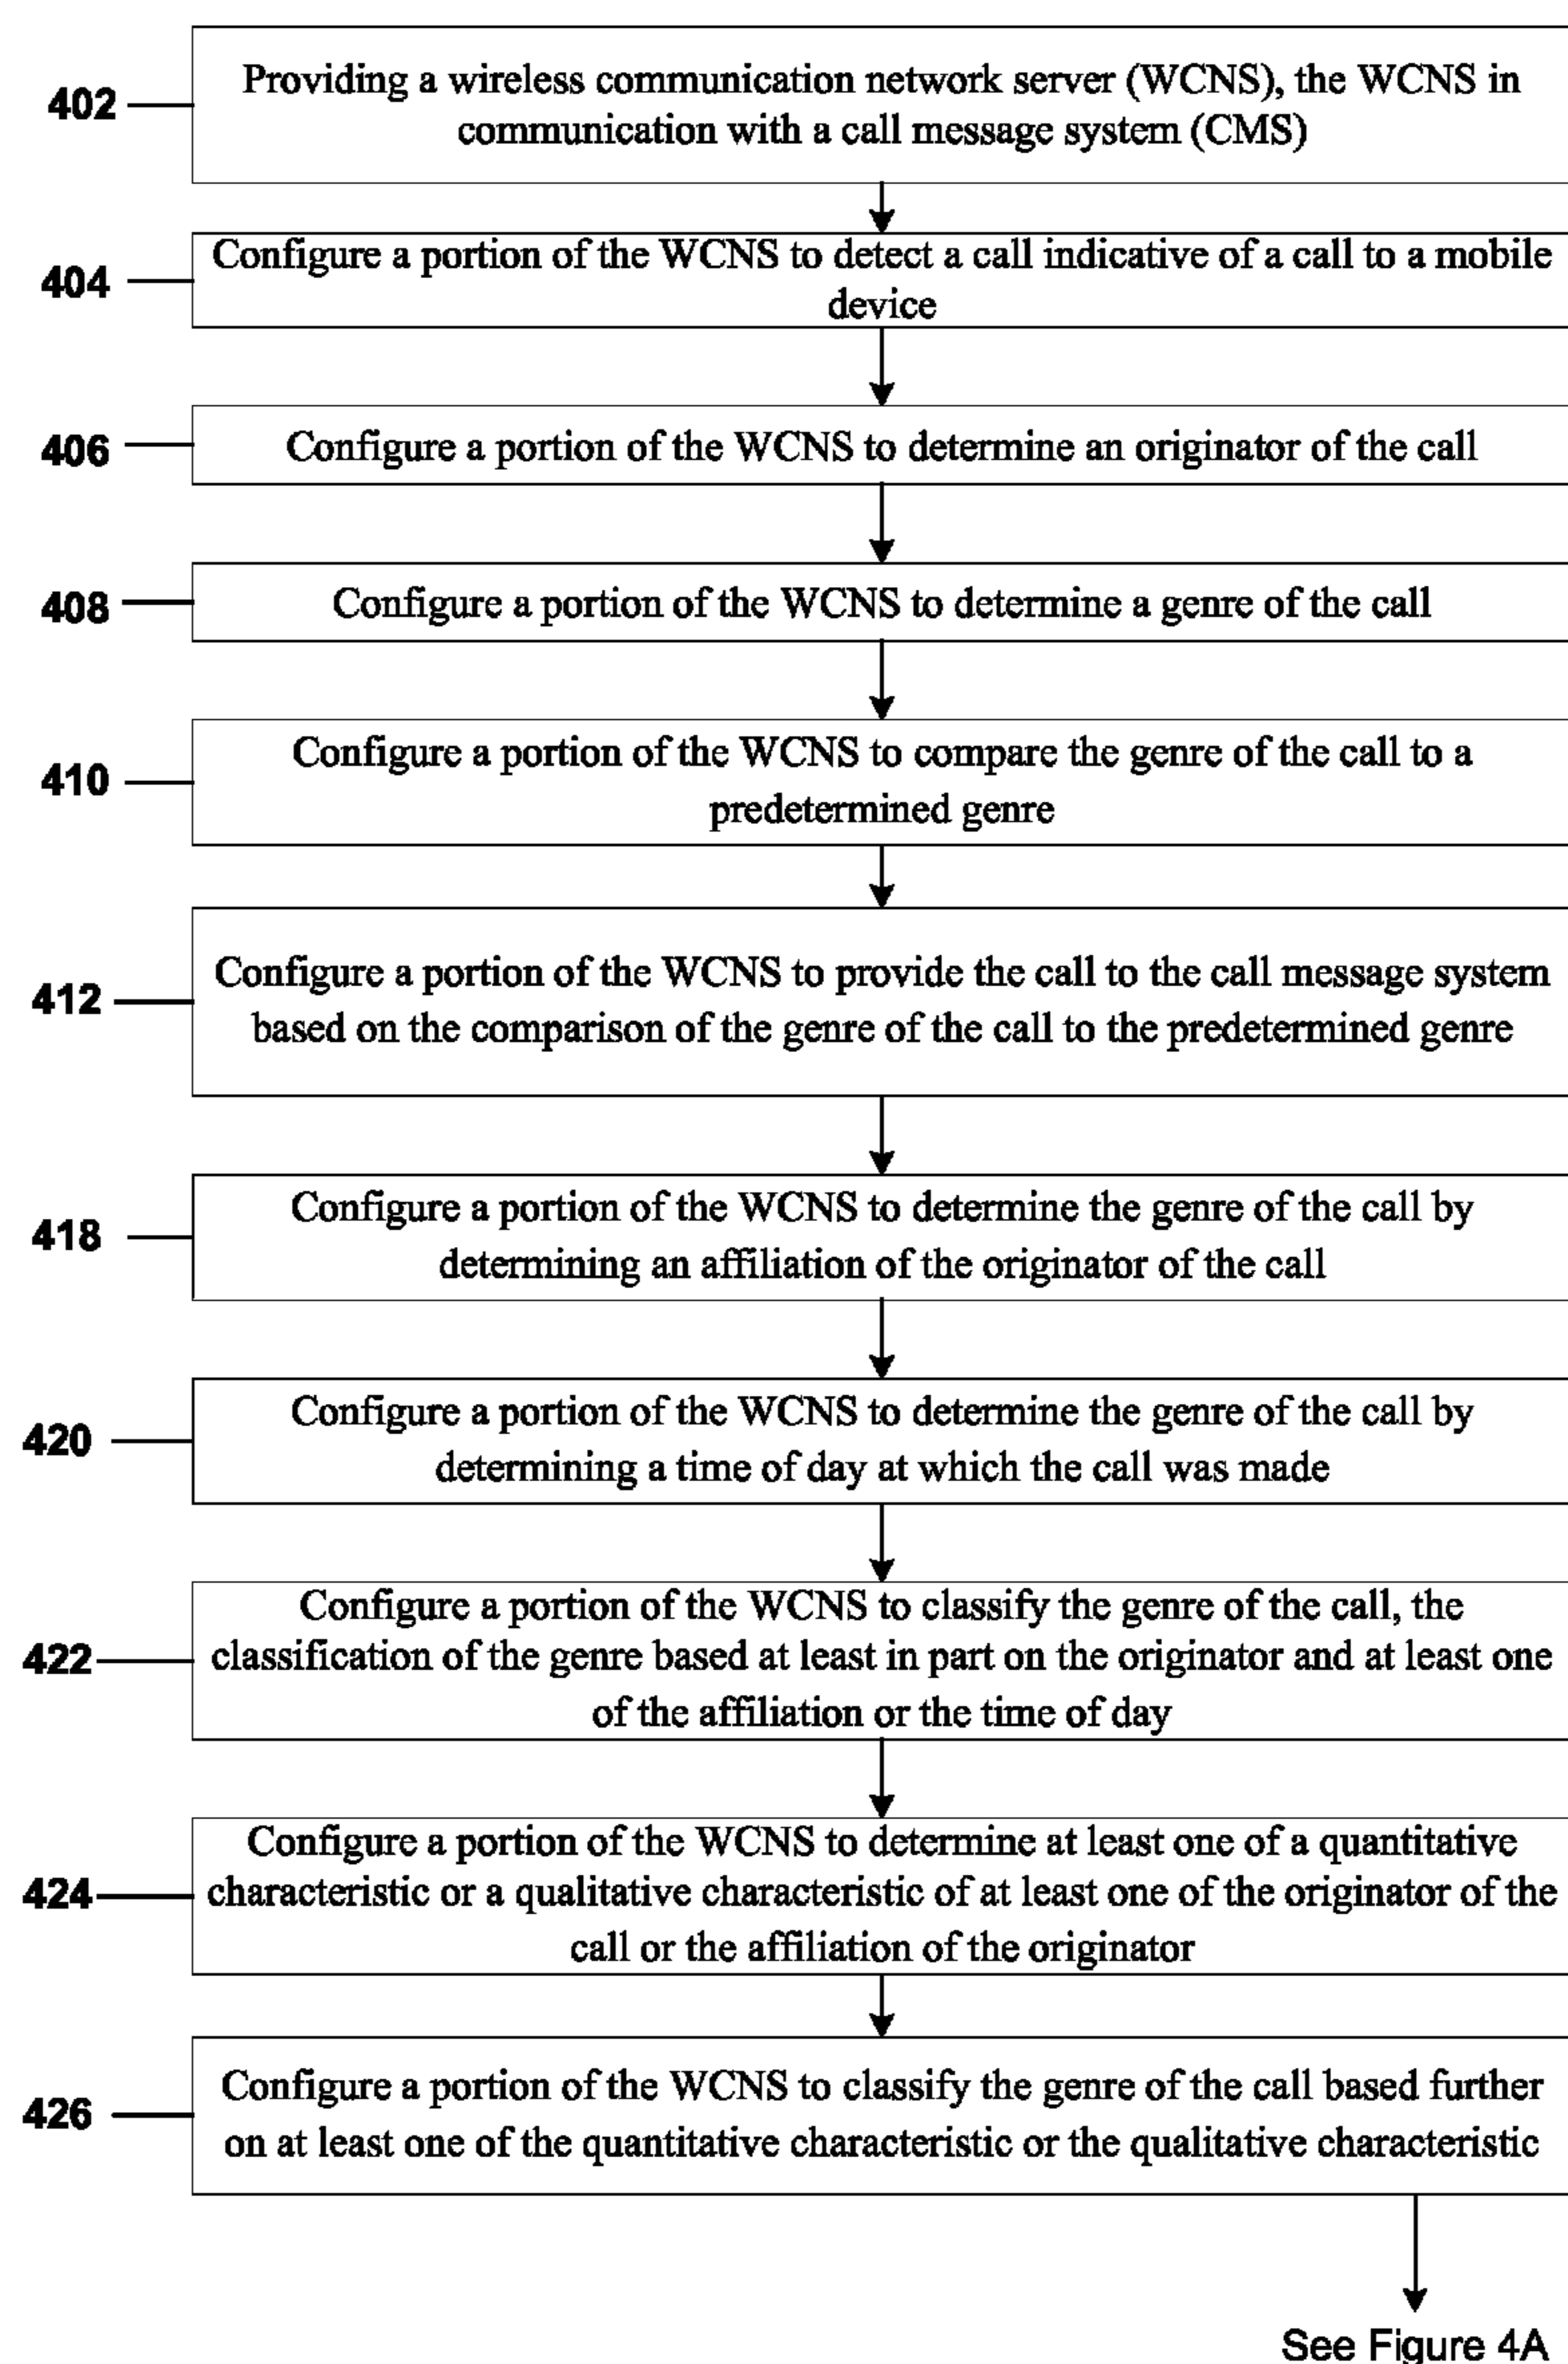 402
Providing a wireless communication network server (WCNS), the WCNS in
communication with a call message system (CMS)
404
Configure a portion of the WCNS to detect a call indicative of a call to a mobile
device
406
Configure a portion of the WCNS to determine an originator of the call
408
Configure a portion of the WCNS to determine a genre of the call
410
Configure a portion of the WCNS to compare the genre of the call to a
predetermined genre
412
Configure a portion of the WCNS to provide the call to the call message system
based on the comparison of the genre of the call to the predetermined genre
418
Configure a portion of the WCNS to determine the genre of the call by
determining an affiliation of the originator of the call
420
Configure a portion of the WCNS to determine the genre of the call by
determining a time of day at which the call was made
422
Configure a portion of the WCNS to classify the genre of the call, the
classification of the genre based at least in part on the originator and at least one
of the affiliation or the time of day
424
Configure a portion of the WCNS to determine at least one of a quantitative
characteristic or a qualitative characteristic of at least one of the originator of the
call or the affiliation of the originator
426
Configure a portion of the WCNS to classify the genre of the call based further
on at least one of the quantitative characteristic or the qualitative characteristic
See Figure 4A